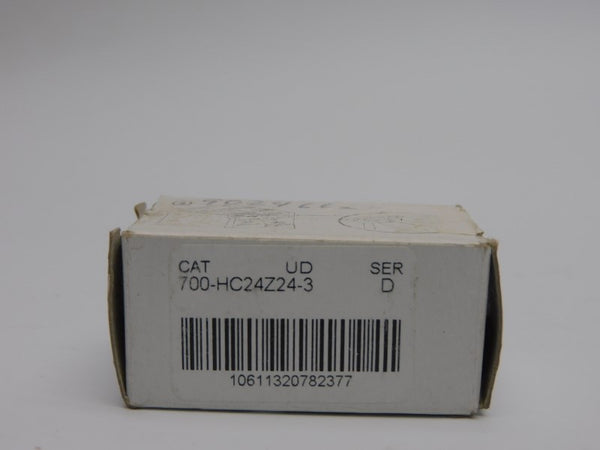 CAT UD SER
700-HC24Z24-3 D
10611320782377